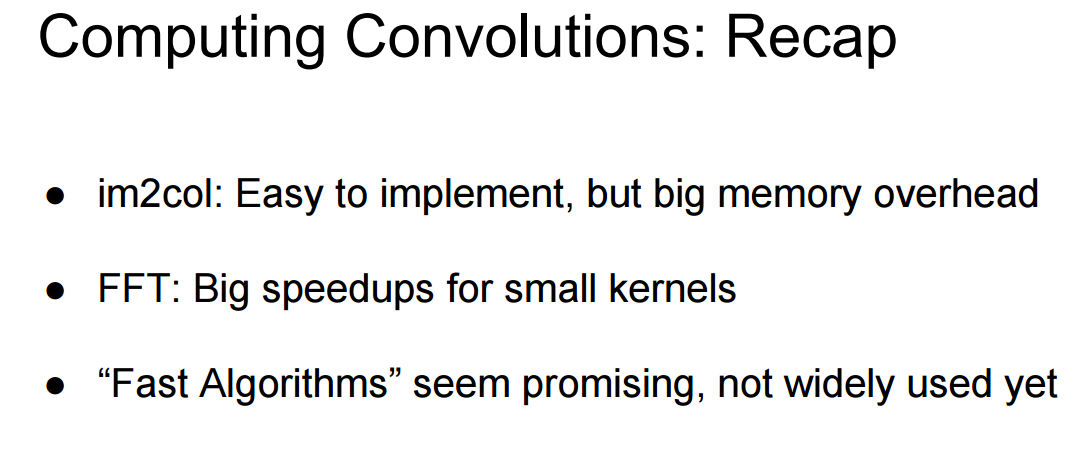 Computing Convolutions: Recap
● im2col: Easy to implement, but big memory overhead
● FFT: Big speedups for small kernels
● “Fast Algorithms” seem promising, not widely used yet